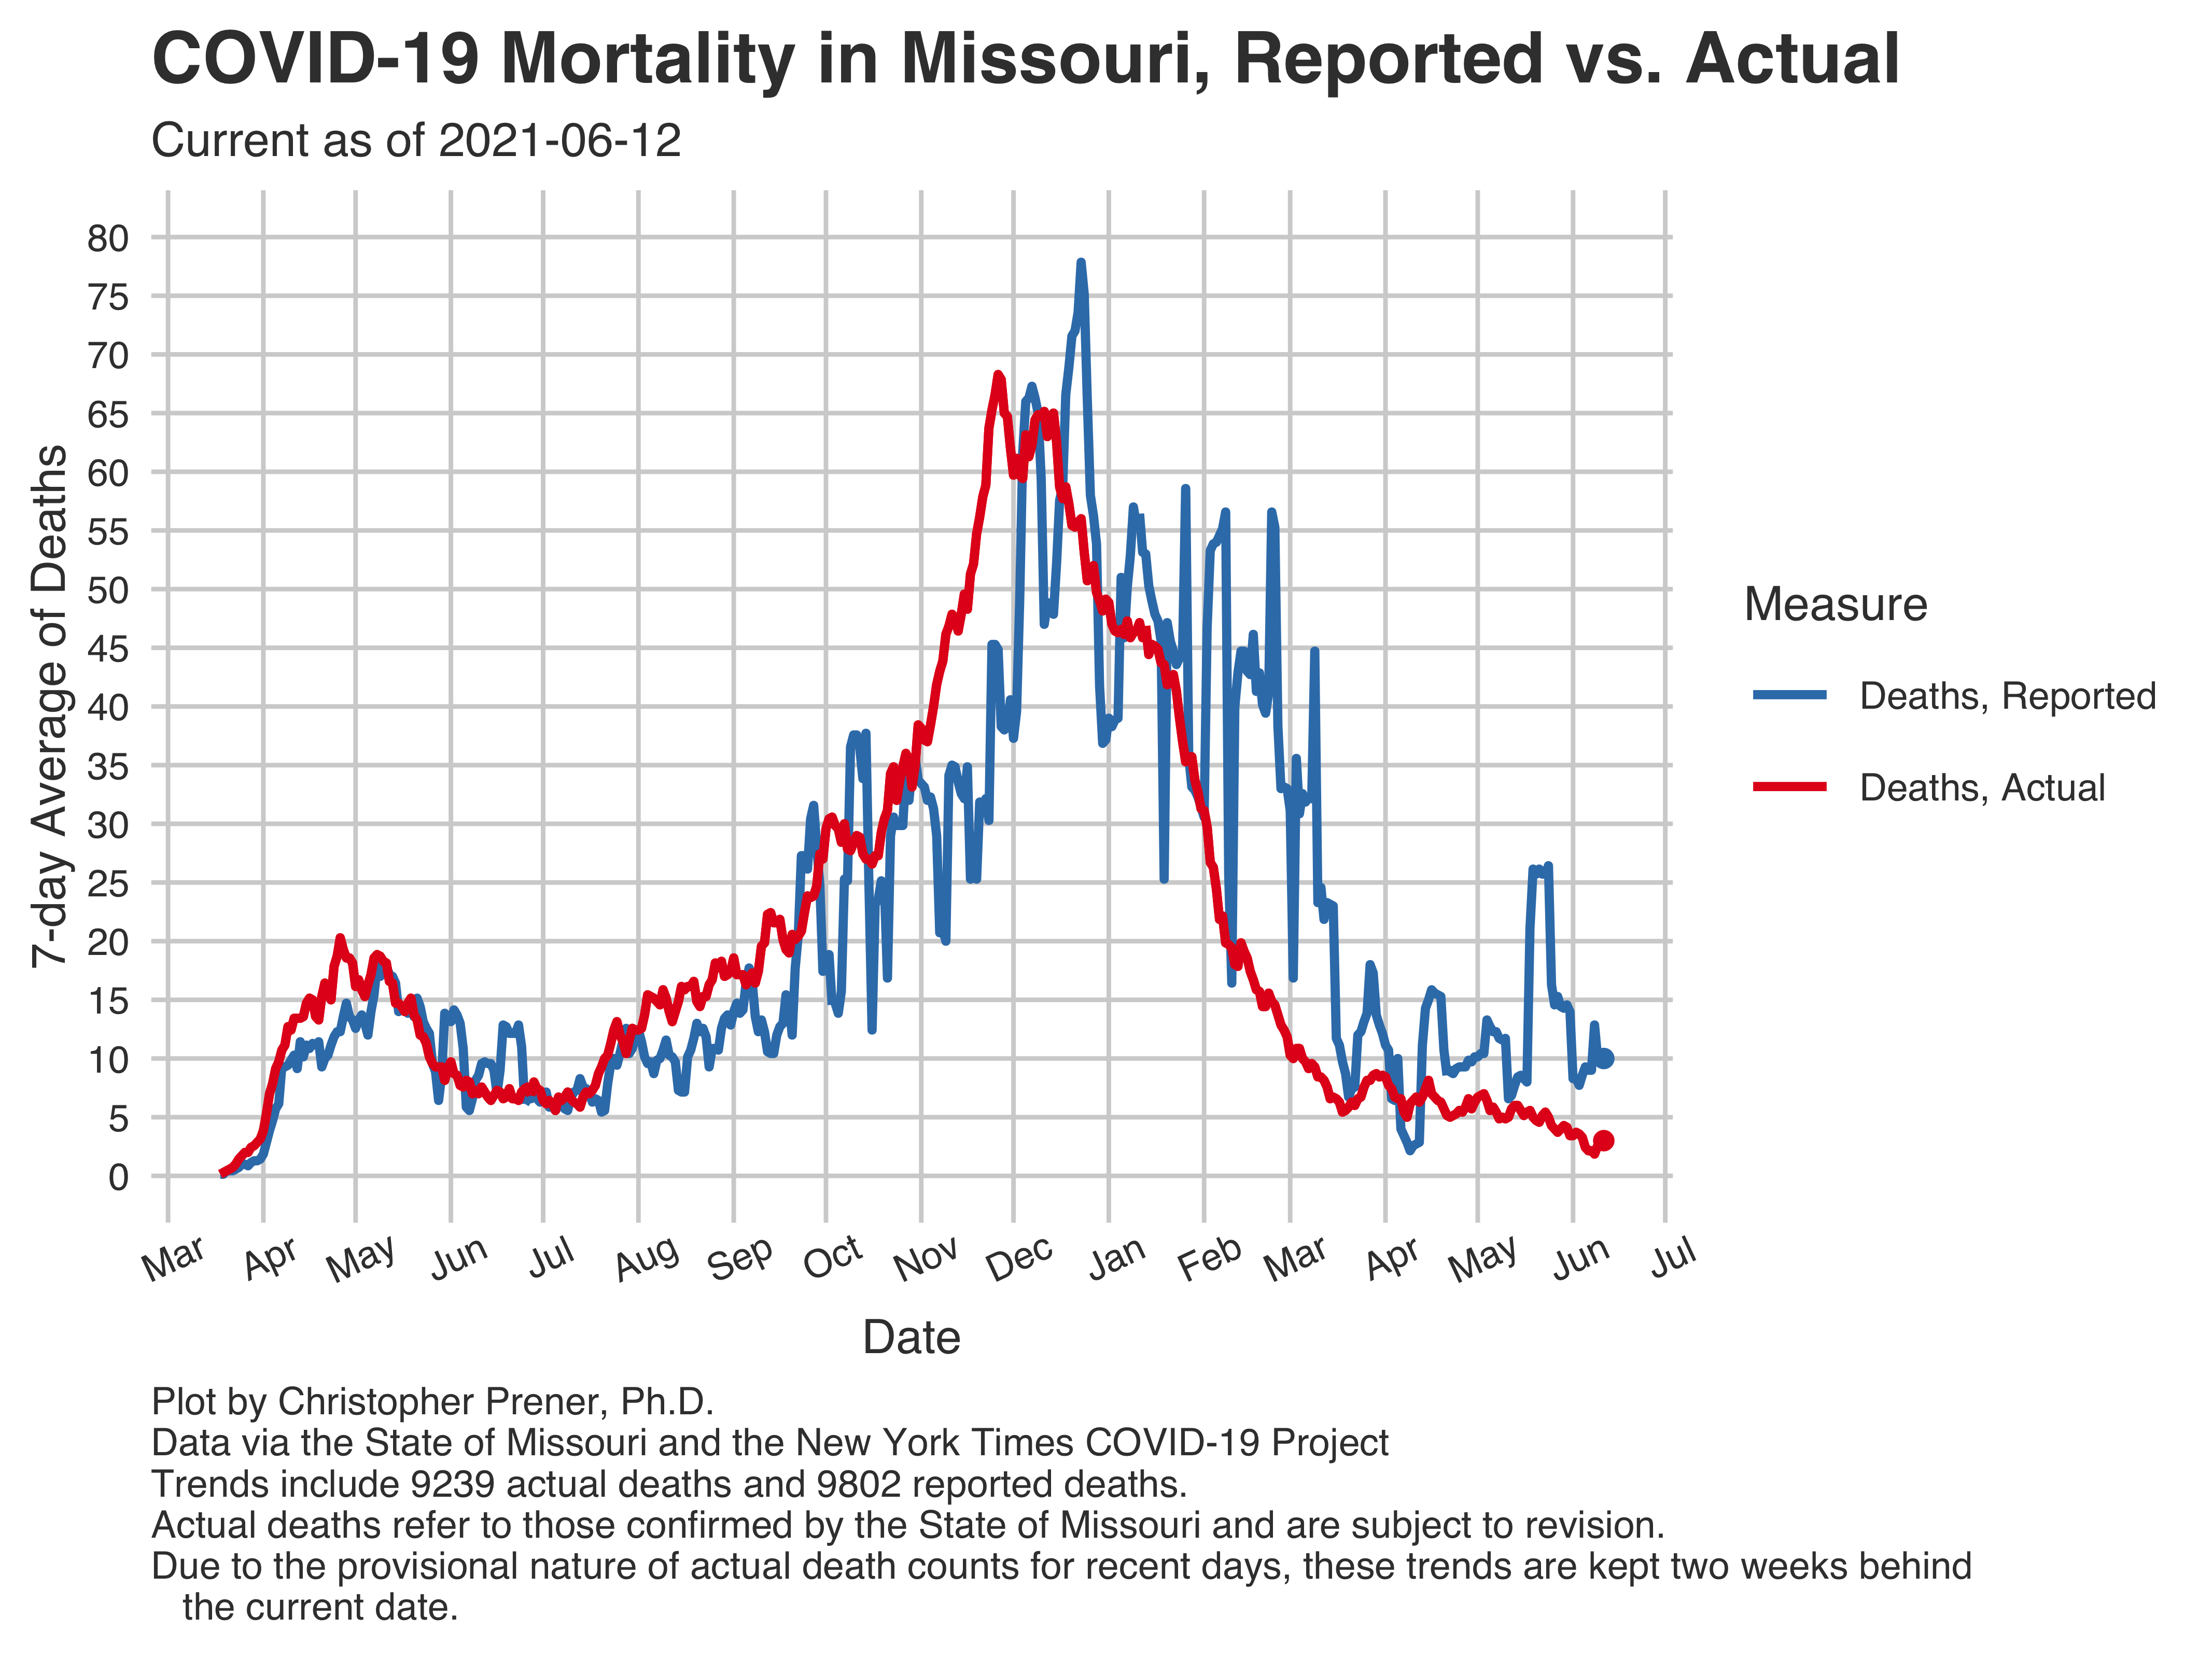 COVID-19 Mortality in Missouri, Reported vs. Actual
Current as of 2021-06-12
7-day Average of Deaths
80
75
70
65
60
55
50
45
40
35
30
25
20
15
10
5
0
Mar Apr May Jun Jul Aug Sep Oct Nov Dec Jan Feb Mar Apr May Jun Jul
Date
Measure
Deaths, Reported
Deaths, Actual
Plot by Christopher Prener, Ph.D.
Data via the State of Missouri and the New York Times COVID-19 Project
Trends include 9239 actual deaths and 9802 reported deaths.
Actual deaths refer to those confirmed by the State of Missouri and are subject to revision.
Due to the provisional nature of actual death counts for recent days, these trends are kept two weeks behind
the current date.